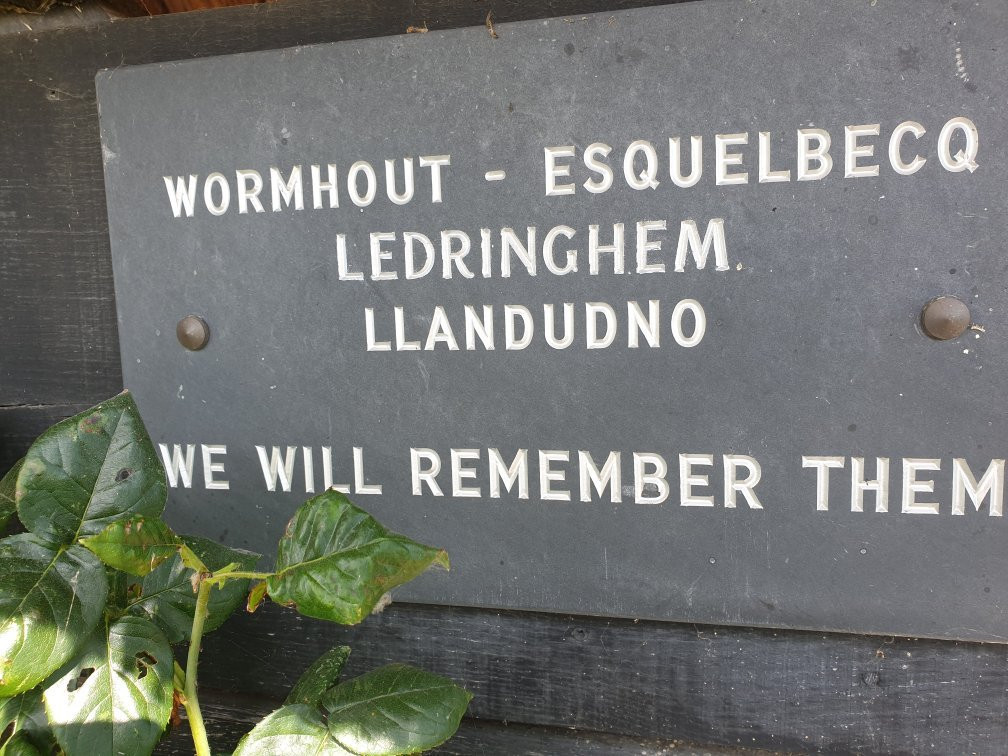 WORMHOUT - ESQUELBECQ
LEDRINGHEM
LLANDUDNO
WE WILL REMEMBER THEM